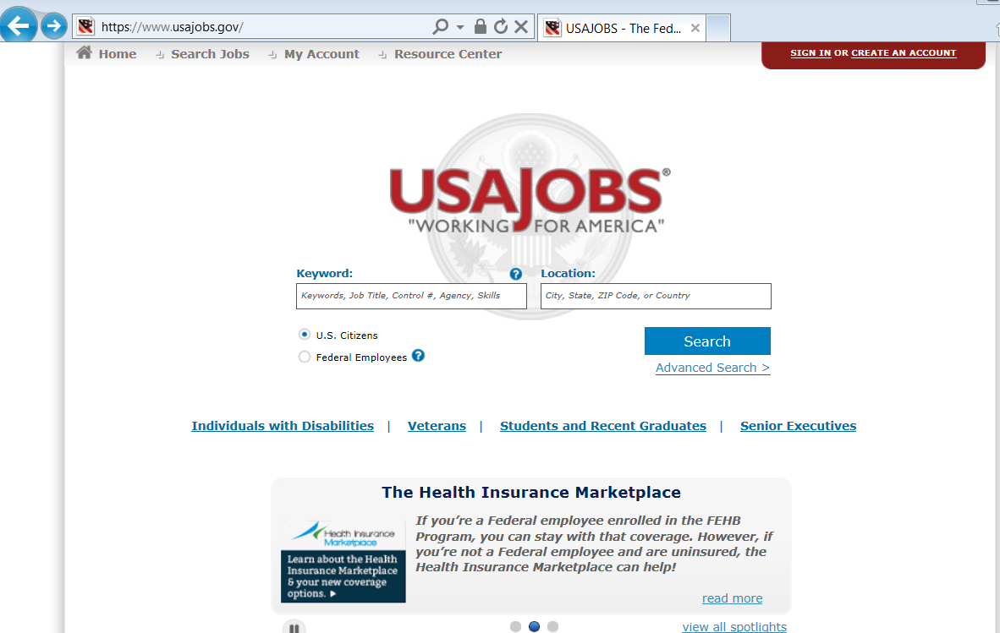 https://www.usajobs.gov/
USAJOBS - The Fed...
Home Search Jobs My Account Resource Center
SIGN IN OR CREATE AN ACCOUNT
USAJOBS®
"WORKING FOR AMERICA"
Keyword: ? Location:
Keywords, Job Title, Control #, Agency, Skills
City, State, ZIP Code, or Country
U.S. Citizens
Federal Employees ?
Search
Advanced Search >
Individuals with Disabilities | Veterans | Students and Recent Graduates | Senior Executives
The Health Insurance Marketplace
Health Insurance
Marketplace
Learn about the Health
Insurance Marketplace
& your new coverage
options.
If you're a Federal employee enrolled in the FEHB
Program, you can stay with that coverage. However, if
you're not a Federal employee and are uninsured, the
Health Insurance Marketplace can help!
read more
view all spotlights